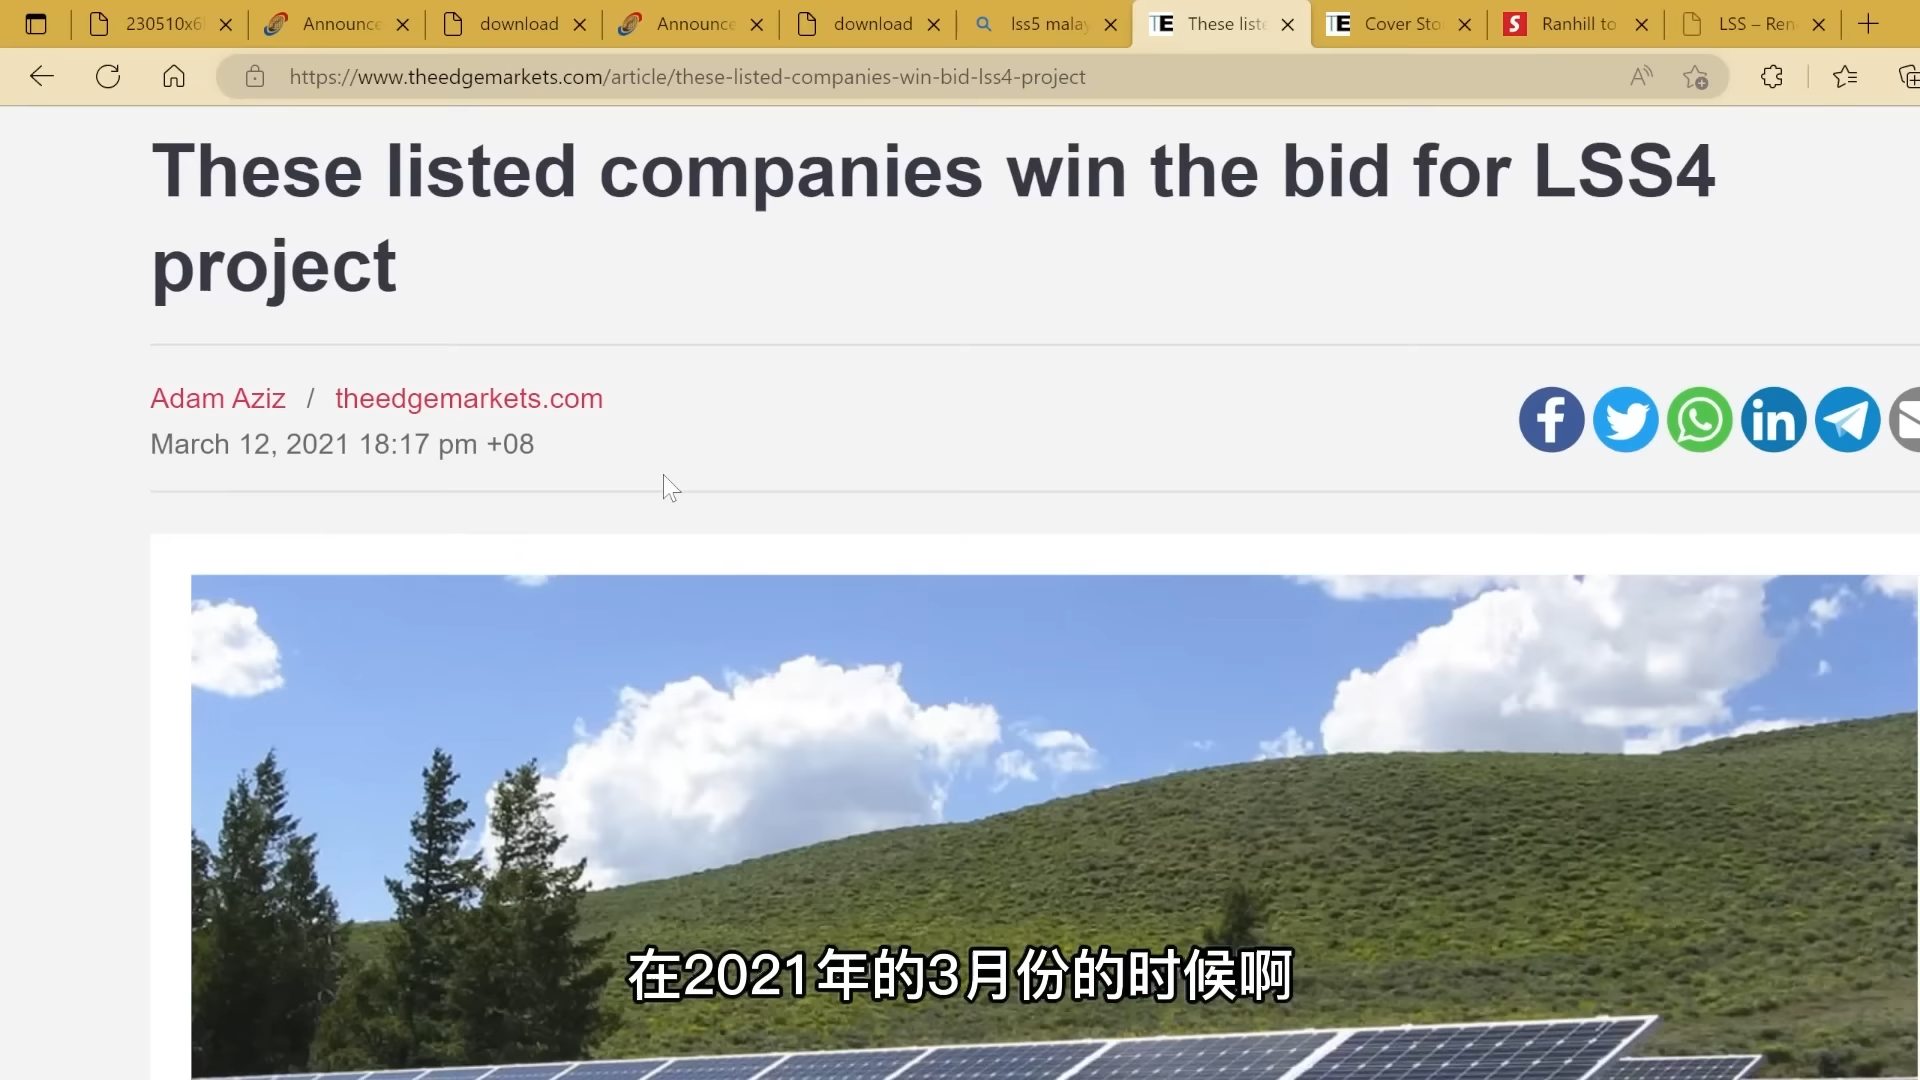 230510x6
Announce
download
Announce
download
lss5 malay
These liste
Cover Sto
Ranhill to
LSS – Ren
https://www.theedgemarkets.com/article/these-listed-companies-win-bid-lss4-project
These listed companies win the bid for LSS4
project
Adam Aziz / theedgemarkets.com
March 12, 2021 18:17 pm +08
在2021年的3月份的时候啊